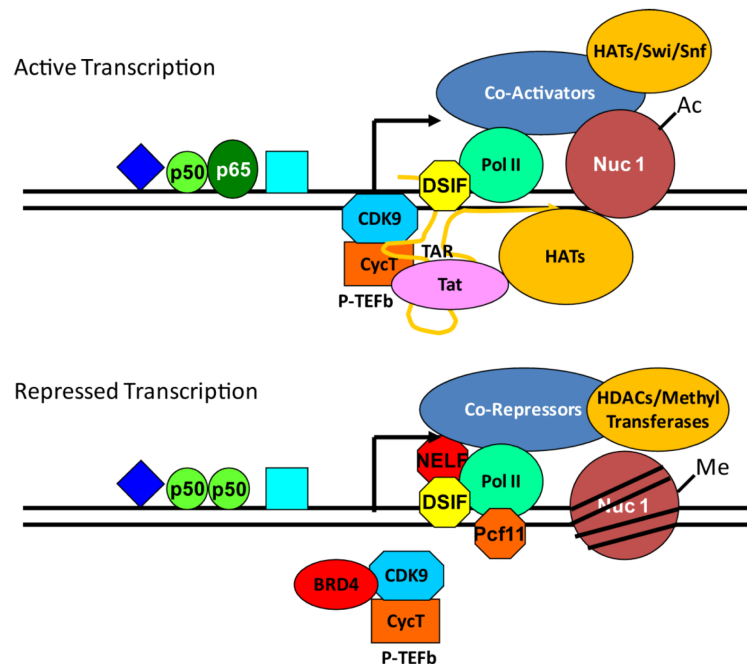 Active Transcription
HATs/Swi/Snf
Co-Activators
Ac
p50 p65
Pol II
Nuc 1
DSIF
CDK9
TAR
CycT
HATs
Tat
P-TEFb
Repressed Transcription
HDACs/Methyl
Transferases
Co-Repressors
NELF
Me
p50 p50
Pol II
DSIF
Nuc 1
Pcf11
BRD4
CDK9
CycT
P-TEFb